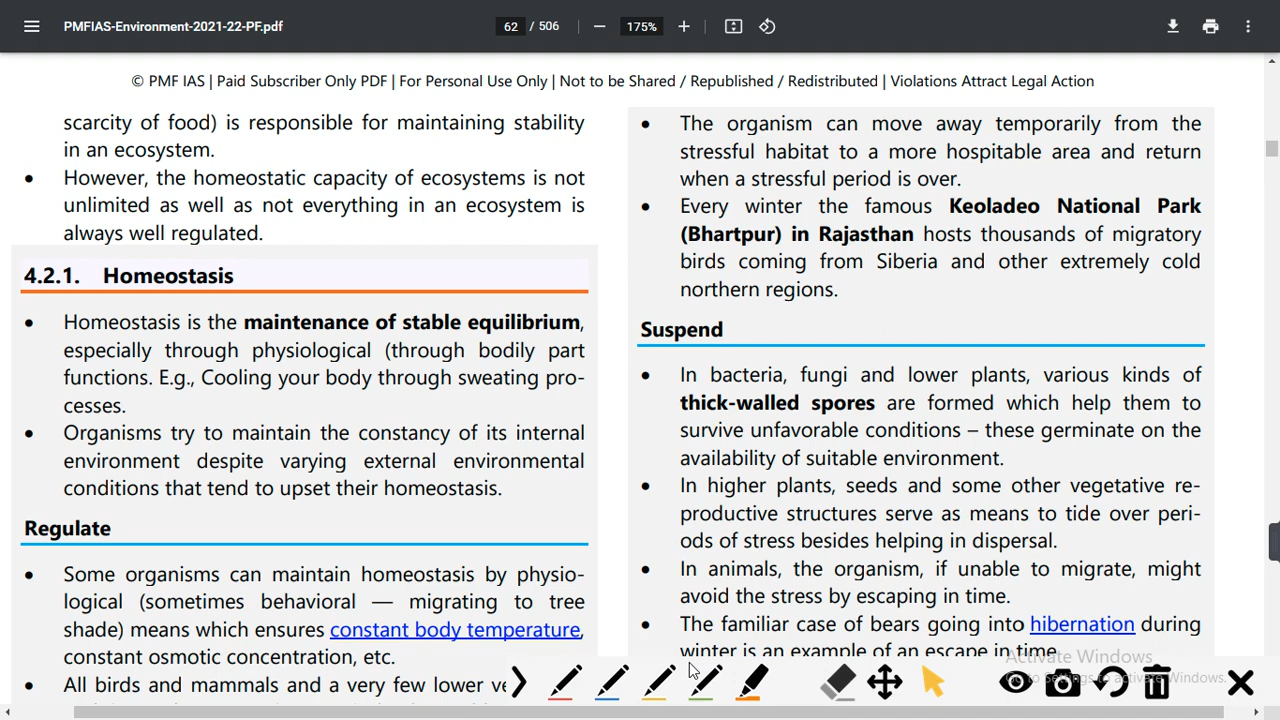 PMFIAS-Environment-2021-22-PF.pdf
62 / 506
175%
© PMF IAS | Paid Subscriber Only PDF | For Personal Use Only | Not to be Shared / Republished / Redistributed | Violations Attract Legal Action
scarcity of food) is responsible for maintaining stability
in an ecosystem.
• However, the homeostatic capacity of ecosystems is not
unlimited as well as not everything in an ecosystem is
always well regulated.
4.2.1. Homeostasis
• Homeostasis is the maintenance of stable equilibrium,
especially through physiological (through bodily part
functions. E.g., Cooling your body through sweating pro-
cesses.
• Organisms try to maintain the constancy of its internal
environment despite varying external environmental
conditions that tend to upset their homeostasis.
Regulate
• Some organisms can maintain homeostasis by physio-
logical (sometimes behavioral — migrating to tree
shade) means which ensures constant body temperature,
constant osmotic concentration, etc.
• All birds and mammals and a very few lower ve
• The organism can move away temporarily from the
stressful habitat to a more hospitable area and return
when a stressful period is over.
• Every winter the famous Keoladeo National Park
(Bhartpur) in Rajasthan hosts thousands of migratory
birds coming from Siberia and other extremely cold
northern regions.
Suspend
• In bacteria, fungi and lower plants, various kinds of
thick-walled spores are formed which help them to
survive unfavorable conditions – these germinate on the
availability of suitable environment.
• In higher plants, seeds and some other vegetative re-
productive structures serve as means to tide over peri-
ods of stress besides helping in dispersal.
• In animals, the organism, if unable to migrate, might
avoid the stress by escaping in time.
• The familiar case of bears going into hibernation during
winter is an example of an escape in time
Activate Windows
Go to Settings to activate Windows.